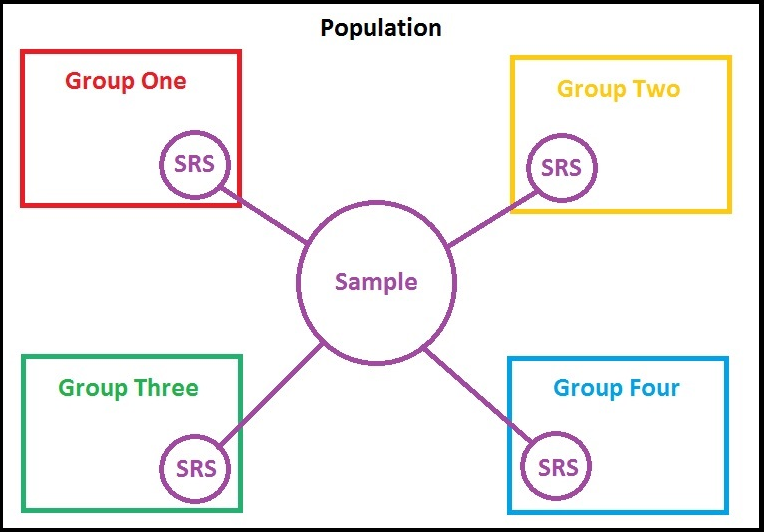 Population
Group One
Group Two
SRS
SRS
Sample
Group Three
Group Four
SRS
SRS